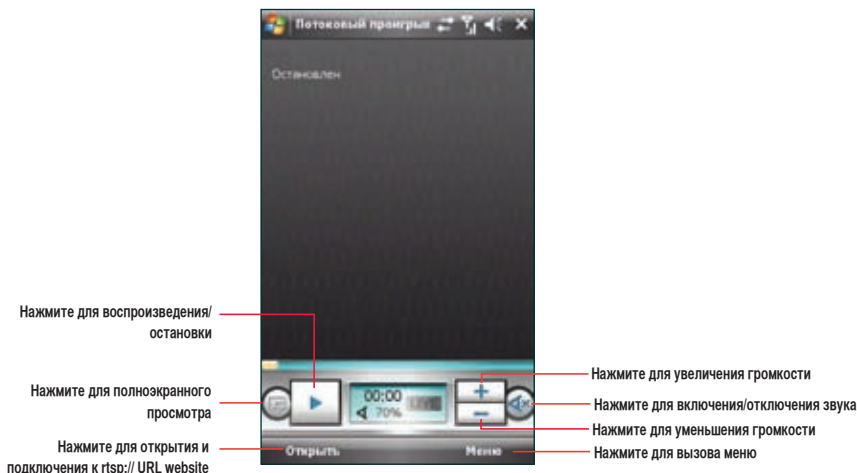 Потоковый проигрыв
Остановлен
Нажмите для воспроизведения/
остановки
Нажмите для полноэкранного
просмотра
Нажмите для открытия и
подключения к rtsp:// URL website
00:00
70%
LIVE
Нажмите для увеличения громкости
Нажмите для включения/отключения звука
Нажмите для уменьшения громкости
Нажмите для вызова меню
Открыть
Меню